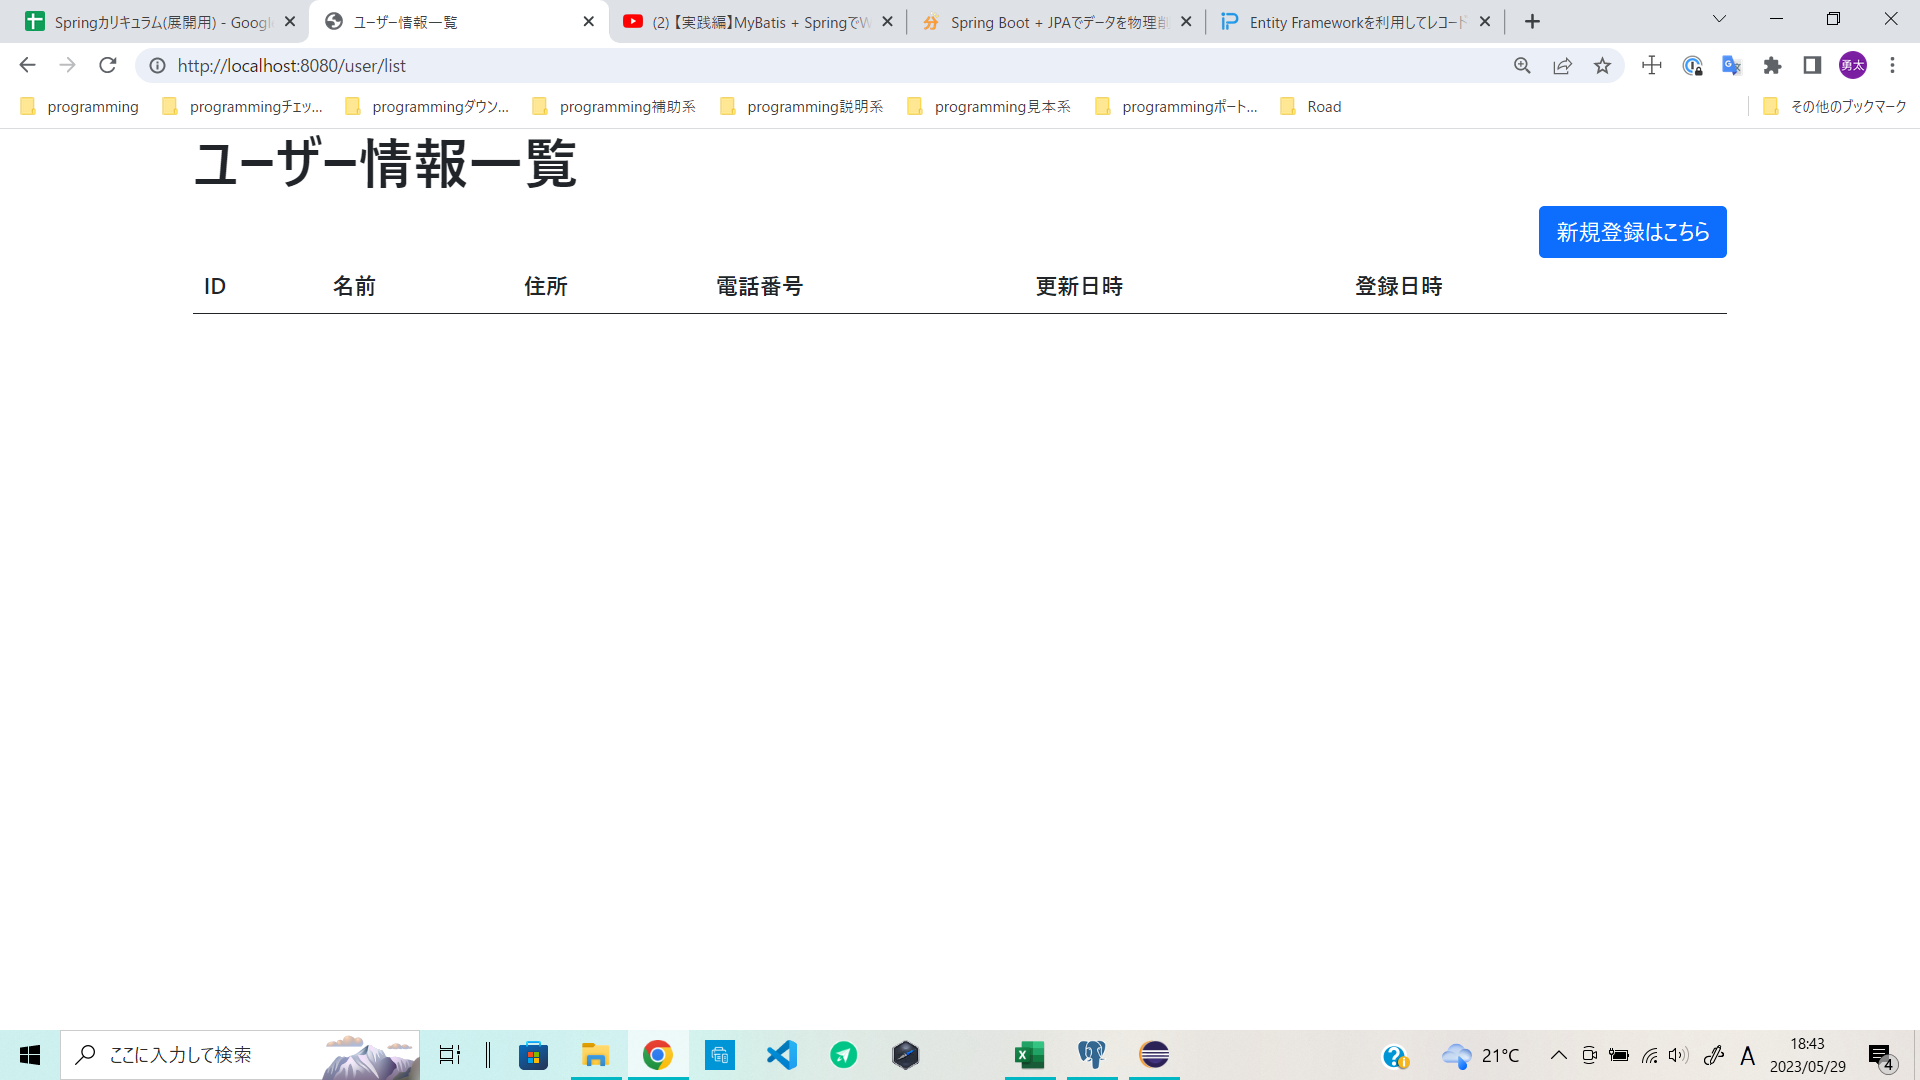 Springカリキュラム(展開用) - Google
ユーザー情報一覧
(2) 【実践編】MyBatis + SpringでW
Spring Boot + JPAでデータを物理削
Entity Frameworkを利用してレコード
http://localhost:8080/user/list
勇太
programming
programmingチェッ...
programmingダウン...
programming補助系
programming説明系
programming見本系
programmingポート...
Road
その他のブックマーク
ユーザー情報一覧
新規登録はこちら
ID 名前 住所 電話番号 更新日時 登録日時
ここに入力して検索
21°C
A
18:43
2023/05/29
4